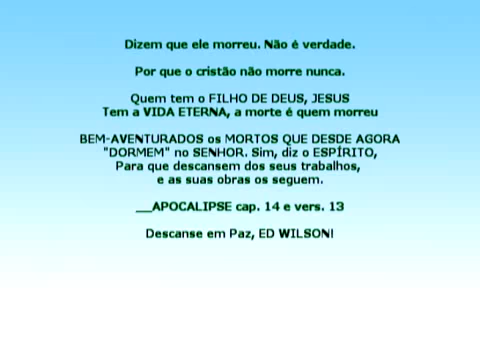 Dizem que ele morreu. Não é verdade.
Por que o cristão não morre nunca.
Quem tem o FILHO DE DEUS, JESUS
Tem a VIDA ETERNA, a morte é quem morreu
BEM-AVENTURADOS os MORTOS QUE DESDE AGORA
"DORMEM" no SENHOR. Sim, diz o ESPÍRITO,
Para que descansem dos seus trabalhos,
e as suas obras os seguem.
__APOCALIPSE cap. 14 e vers. 13
Descanse em Paz, ED WILSON!